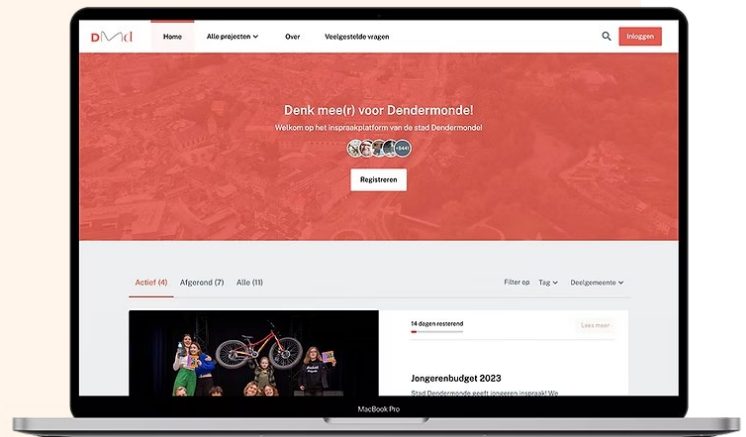 Home
Alle projecten
Over
Veelgestelde vragen
Inloggen
Denk mee(r) voor Dendermonde!
Welkom op het inspraakplatform van de stad Dendermonde!
Registreren
Actief (4)
Afgerond (7)
Alle (11)
Filter op
Tag
Deelgemeente
14 dagen resterend
Lees meer
Jongerenbudget 2023
Stad Dendermonde geeft jongeren inspraak! We
MacBook Pro